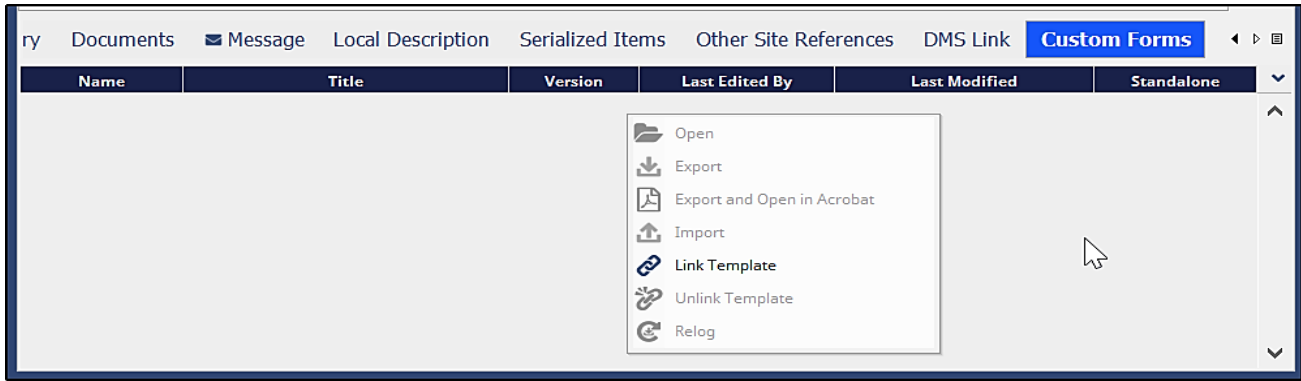 ry Documents Message Local Description Serialized Items Other Site References DMS Link Custom Forms
Name Title Version Last Edited By Last Modified Standalone
Open
Export
Export and Open in Acrobat
Import
Link Template
Unlink Template
Relog